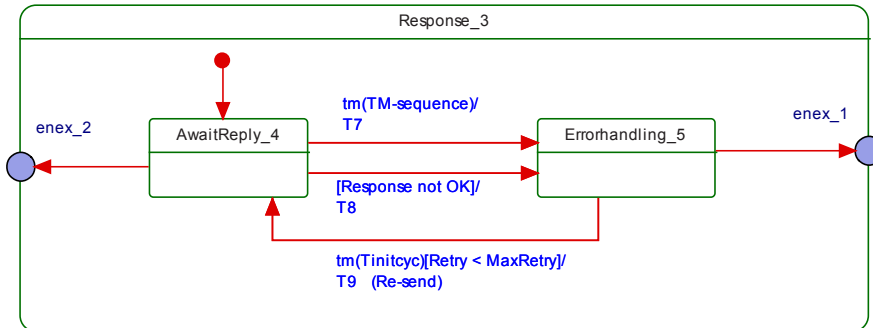 Response_3
enex_2
AwaitReply_4
tm(TM-sequence)/
T7
Errorhandling_5
enex_1
[Response not OK]/
T8
tm(Tinitcyc)[Retry < MaxRetry]/
T9 (Re-send)